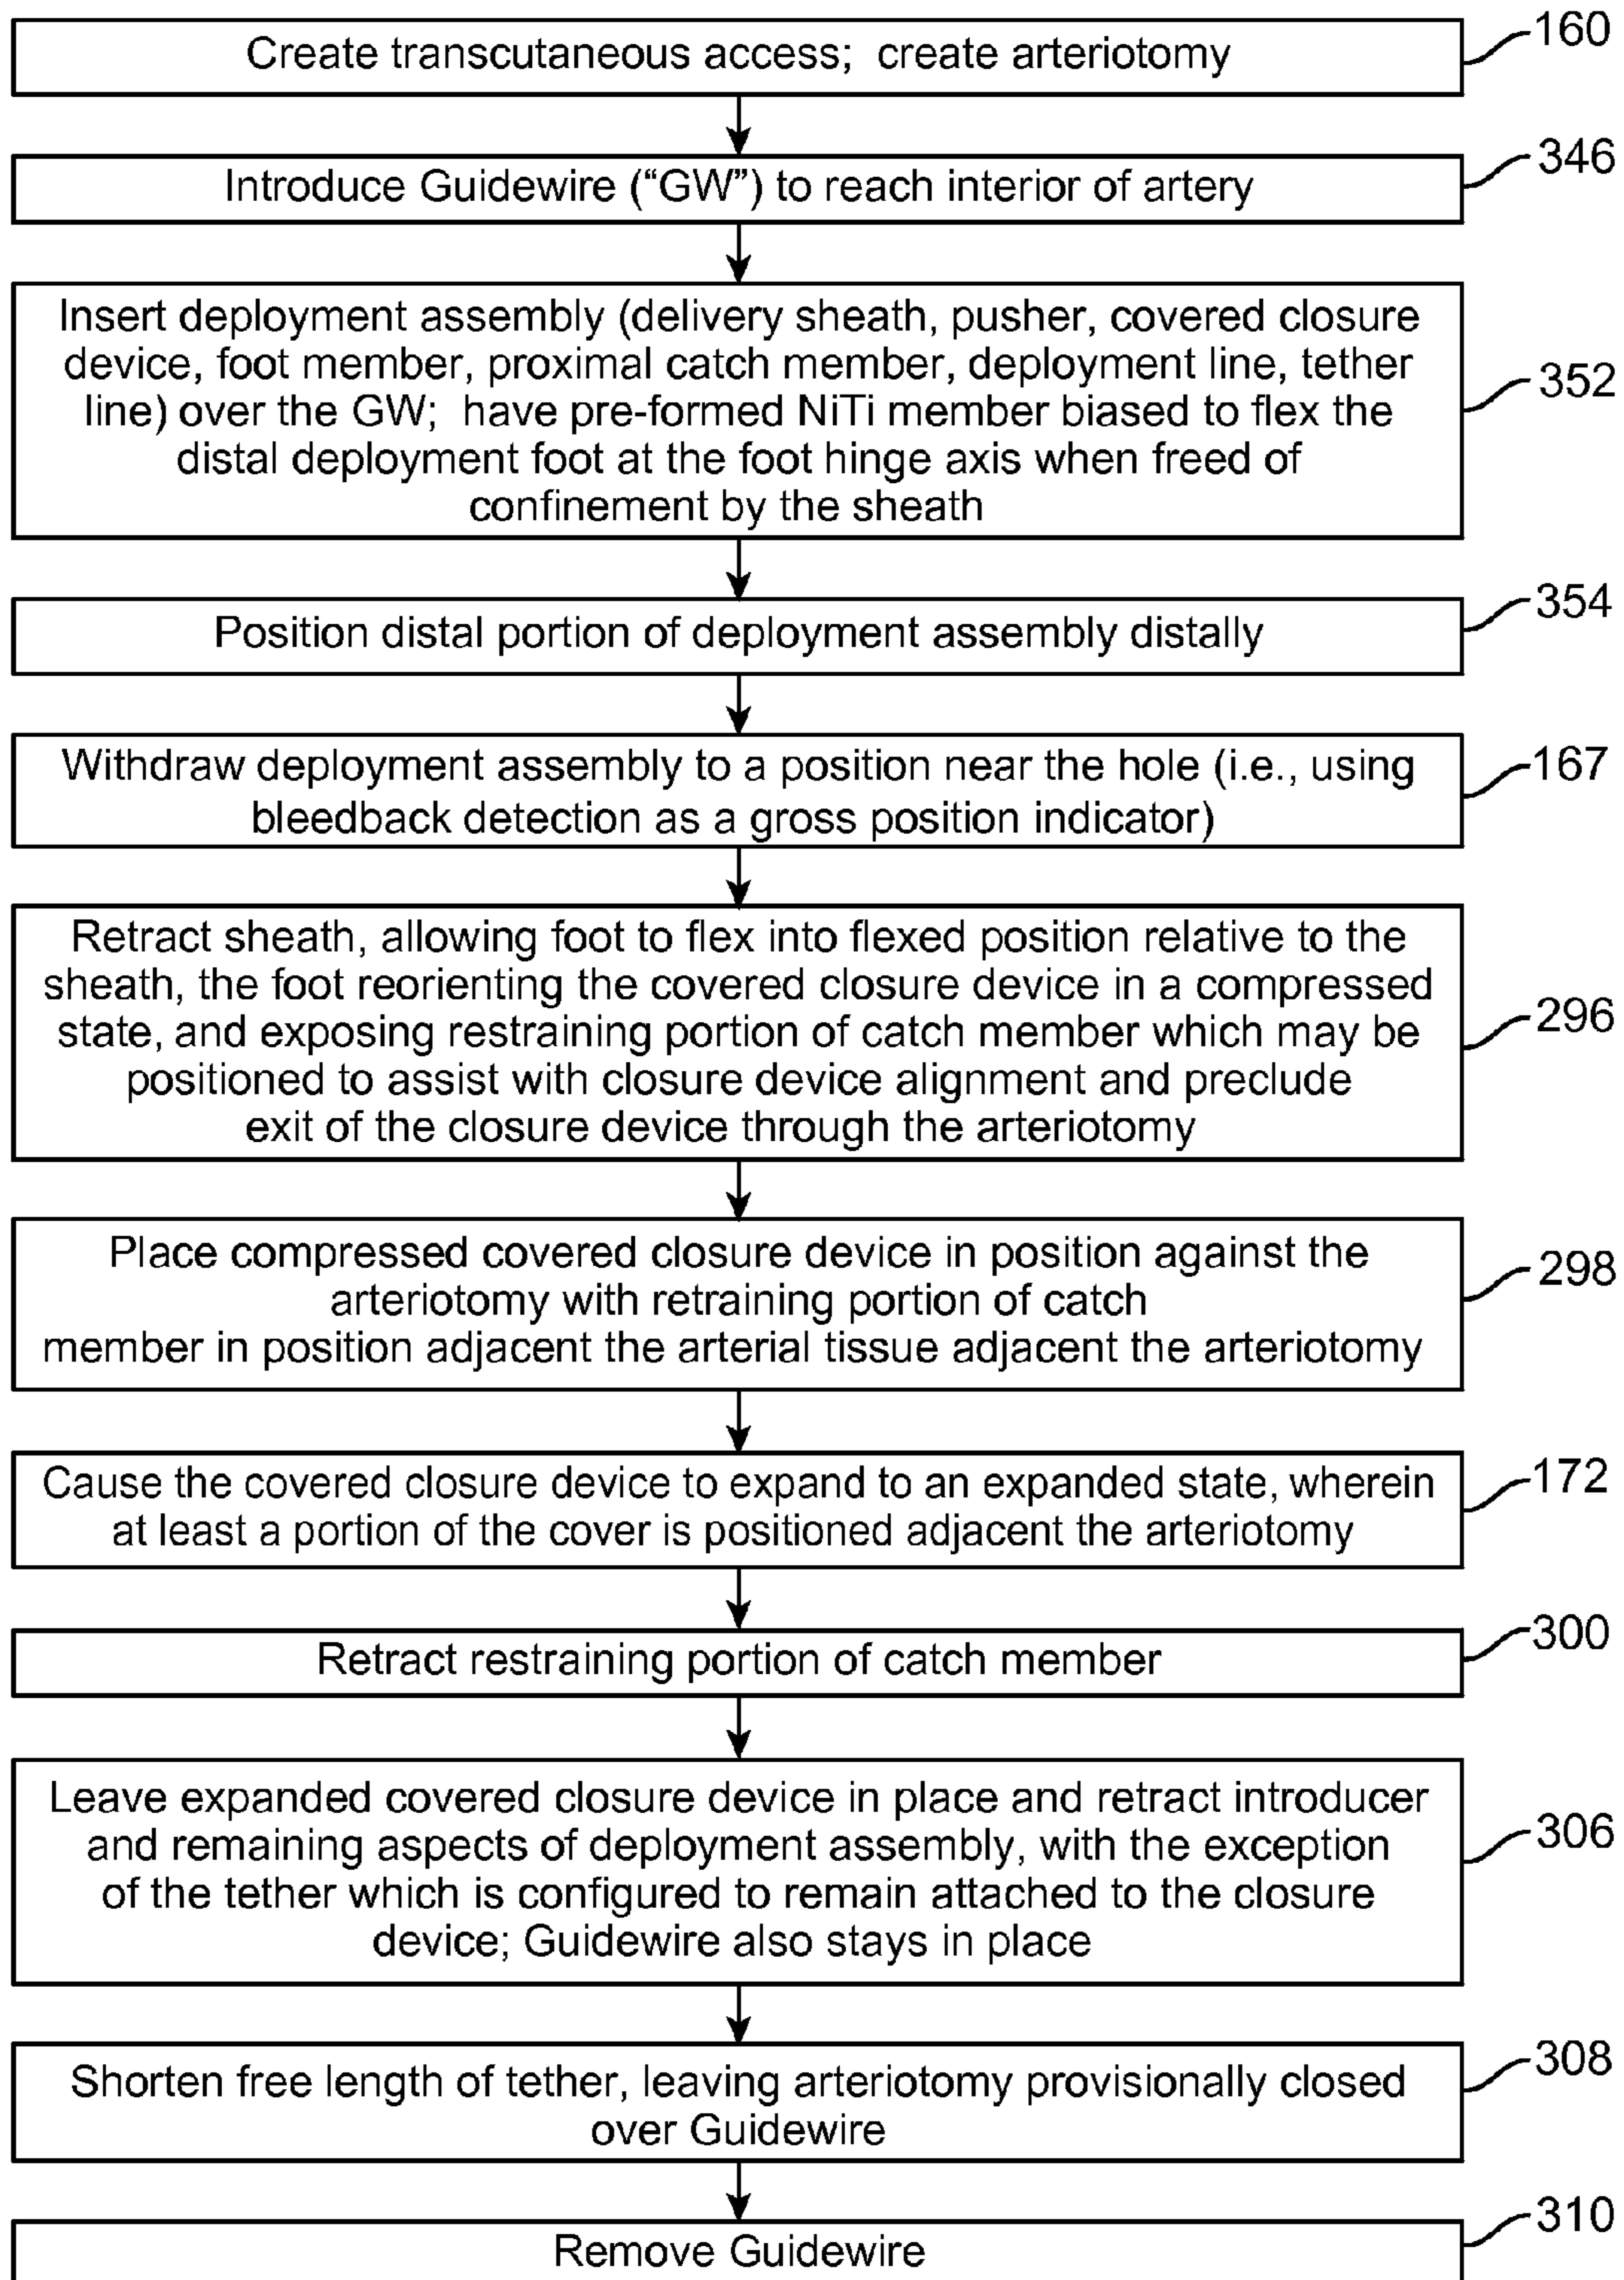 Create transcutaneous access; create arteriotomy
160
Introduce Guidewire (“GW”) to reach interior of artery
346
Insert deployment assembly (delivery sheath, pusher, covered closure
device, foot member, proximal catch member, deployment line, tether
line) over the GW; have pre-formed NiTi member biased to flex the
distal deployment foot at the foot hinge axis when freed of
confinement by the sheath
352
Position distal portion of deployment assembly distally
354
Withdraw deployment assembly to a position near the hole (i.e., using
bleedback detection as a gross position indicator)
167
Retract sheath, allowing foot to flex into flexed position relative to the
sheath, the foot reorienting the covered closure device in a compressed
state, and exposing restraining portion of catch member which may be
positioned to assist with closure device alignment and preclude
exit of the closure device through the arteriotomy
296
Place compressed covered closure device in position against the
arteriotomy with retraining portion of catch
member in position adjacent the arterial tissue adjacent the arteriotomy
298
Cause the covered closure device to expand to an expanded state, wherein
at least a portion of the cover is positioned adjacent the arteriotomy
172
Retract restraining portion of catch member
300
Leave expanded covered closure device in place and retract introducer
and remaining aspects of deployment assembly, with the exception
of the tether which is configured to remain attached to the closure
device; Guidewire also stays in place
306
Shorten free length of tether, leaving arteriotomy provisionally closed
over Guidewire
308
Remove Guidewire
310